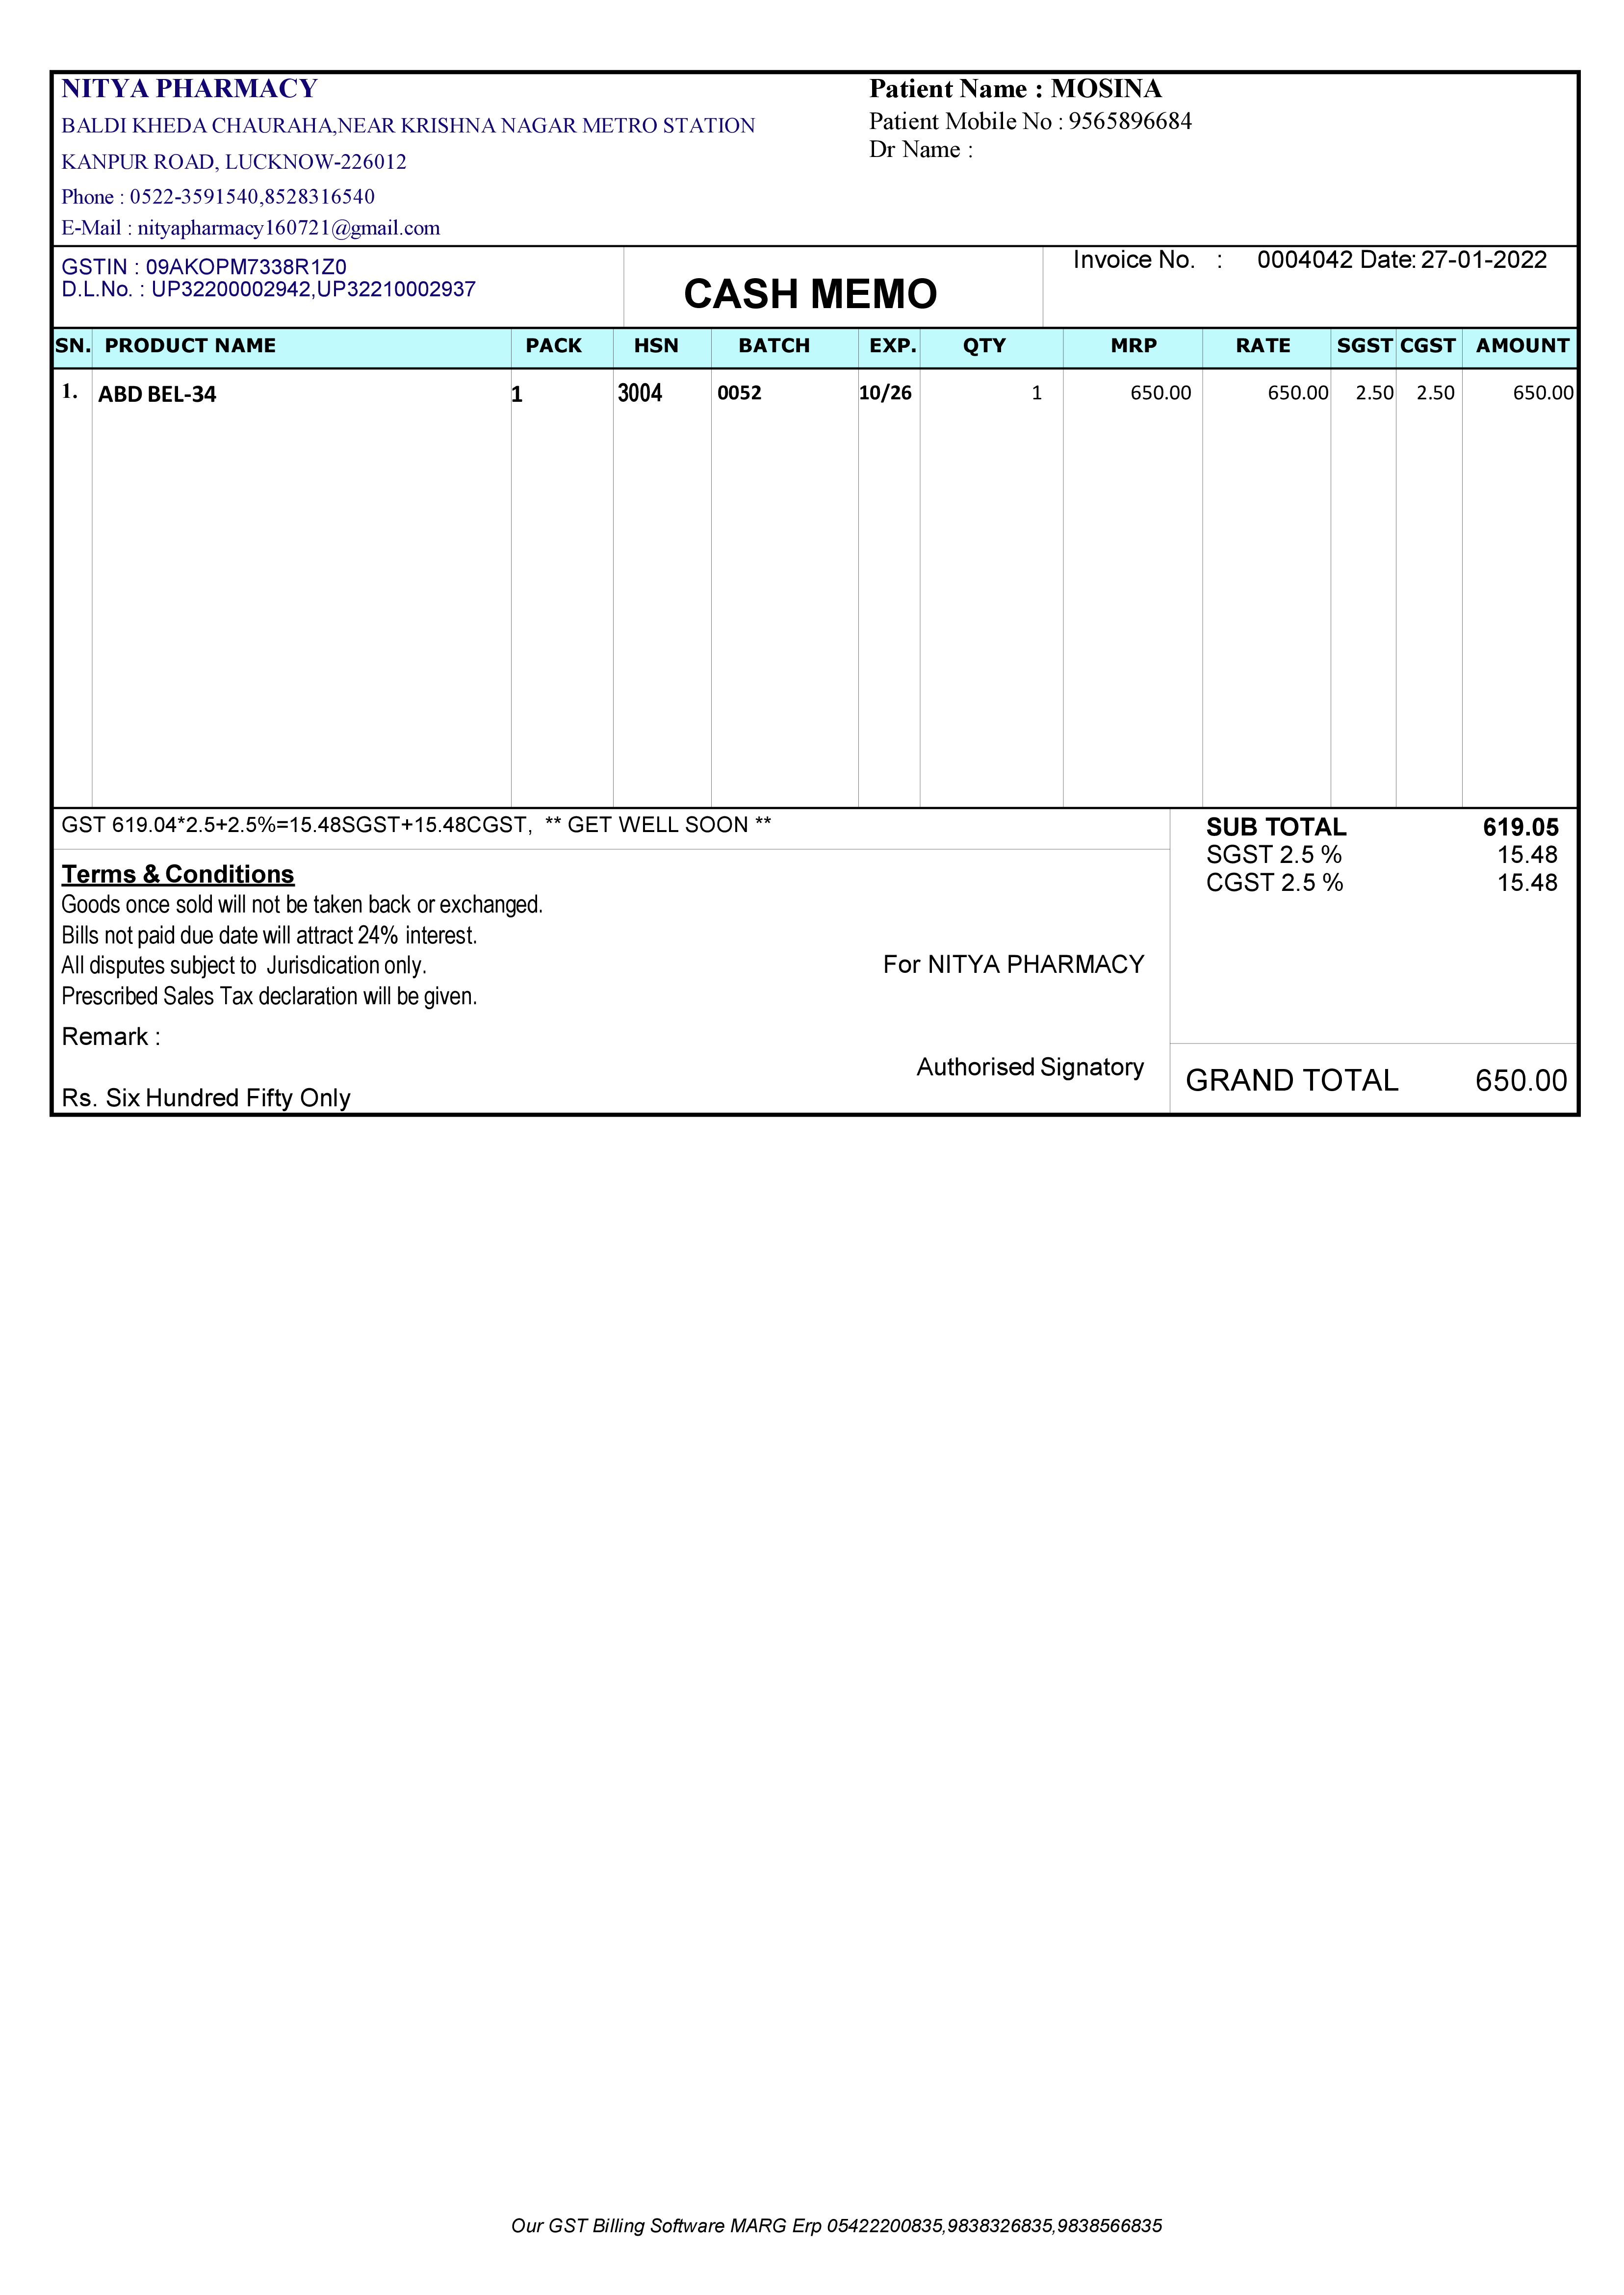 NITYA PHARMACY
BALDI KHEDA CHAURAHA,NEAR KRISHNA NAGAR METRO STATION
KANPUR ROAD, LUCKNOW-226012
Phone : 0522-3591540,8528316540
E-Mail : nityapharmacy160721@gmail.com
Patient Name : MOSINA
Patient Mobile No : 9565896684
Dr Name :
GSTIN : 09AKOPM7338R1Z0
D.L.No. : UP32200002942,UP32210002937
CASH MEMO
Invoice No. : 0004042 Date: 27-01-2022
SN. PRODUCT NAME PACK HSN BATCH EXP. QTY MRP RATE SGST CGST AMOUNT
1. ABD BEL-34 1 3004 0052 10/26 1 650.00 650.00 2.50 2.50 650.00
GST 619.04*2.5+2.5%=15.48SGST+15.48CGST, ** GET WELL SOON **
SUB TOTAL 619.05
SGST 2.5 % 15.48
CGST 2.5 % 15.48
Terms & Conditions
Goods once sold will not be taken back or exchanged.
Bills not paid due date will attract 24% interest.
All disputes subject to Jurisdication only.
Prescribed Sales Tax declaration will be given.
For NITYA PHARMACY
Remark :
Authorised Signatory
Rs. Six Hundred Fifty Only
GRAND TOTAL 650.00
Our GST Billing Software MARG Erp 05422200835,9838326835,9838566835